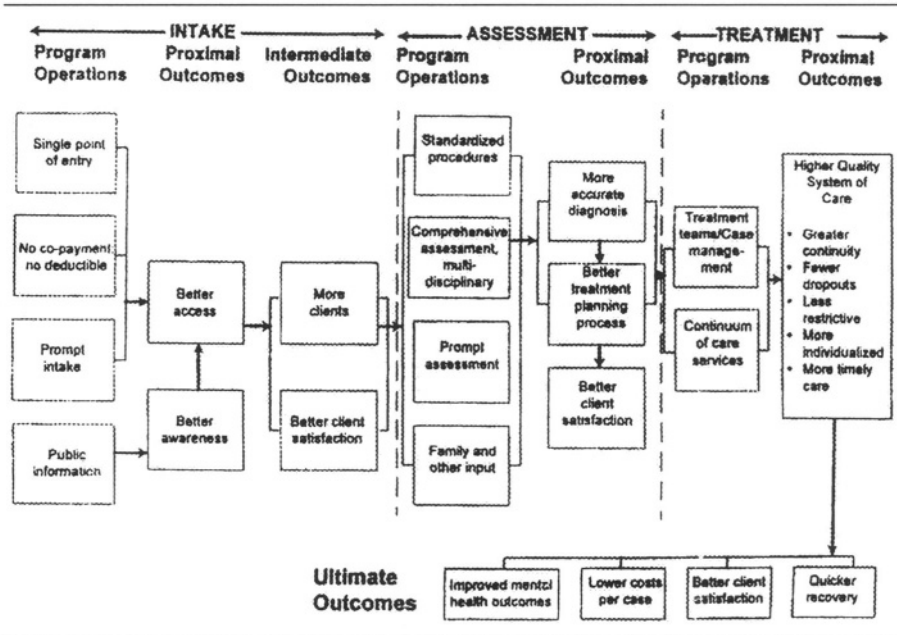 INTAKE
ASSESSMENT
TREATMENT
Program
Operations
Proximal
Outcomes
Intermediate
Outcomes
Program
Operations
Proximal
Outcomes
Program
Oparations
Proximal
Outcomes
Single point
of entry
No co-payment,
no deductible
Prompt
intake
Public
information
Better
access
Better
awareness
More
clients
Better client
satisfaction
Standardized
procedures
Comprehensive
assessment,
multi-
disciplinary
Prompt
assessment
Family and
other input
More
accurate
diagnosis
Better
treatment
planning
process
Better
client
satisfaction
Treatment
teams/Case
manage-
ment
Continuum
of care
services
Higher Quality
System of
Care
• Greater
continuity
• Fewer
dropouts
• Less
restrictive
• More
individualized
• More timely
care
Ultimate
Outcomes
Improved mental
health outcomes
Lower costs
per case
Better client
satisfaction
Quicker
recovery